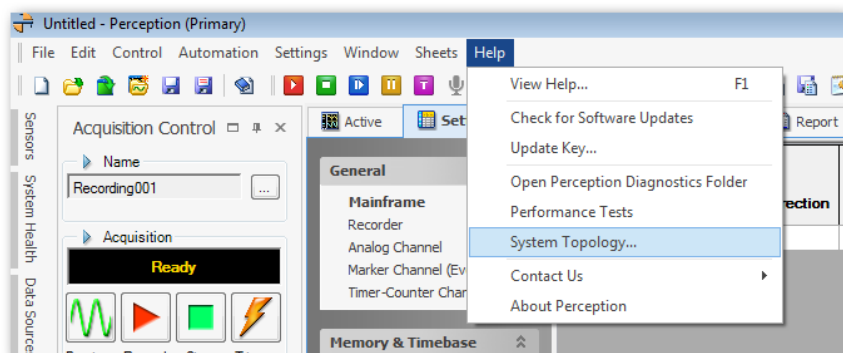 Untitled - Perception (Primary)
File Edit Control Automation Settings Window Sheets Help
View Help... F1
Check for Software Updates
Update Key...
Open Perception Diagnostics Folder
Performance Tests
System Topology...
Contact Us
About Perception
Sensors
System Health
Data Sources
Acquisition Control
Name
Recording001
...
Acquisition
Ready
Active
Set
Report
General
Mainframe
Recorder
Analog Channel
Marker Channel (Ev
Timer-Counter Char
Memory & Timebase
rection